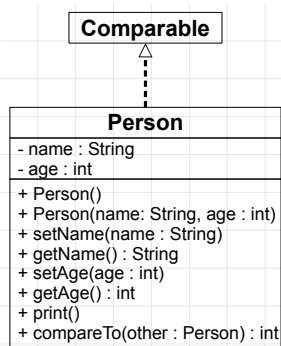 Comparable
Person
- name : String
- age : int
+ Person()
+ Person(name: String, age : int)
+ setName(name : String)
+ getName() : String
+ setAge(age : int)
+ getAge() : int
+ print()
+ compareTo(other : Person) : int